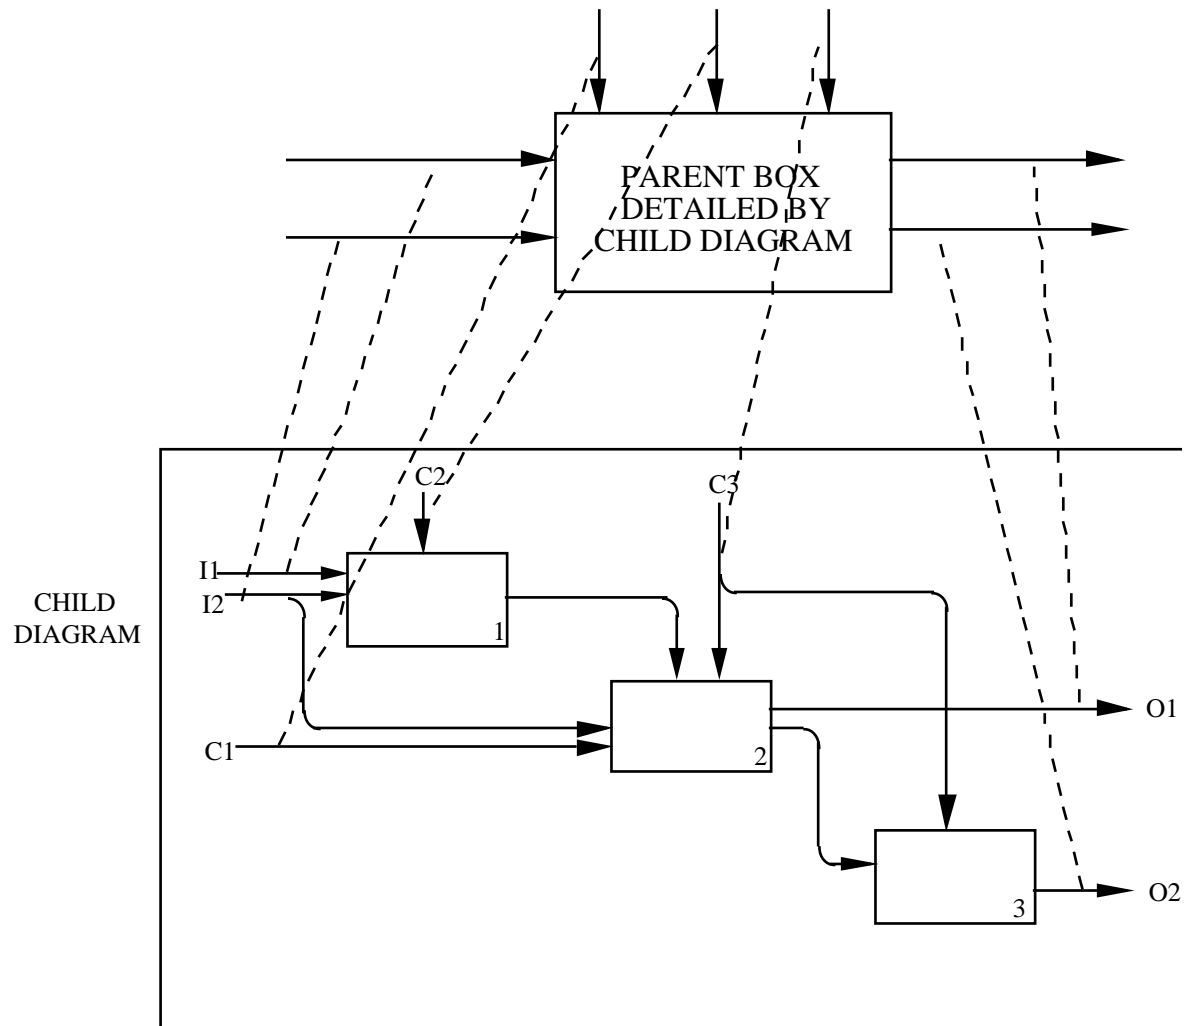 PARENT BOX
DETAILED BY
CHILD DIAGRAM
C2
C3
I1
I2
CHILD
DIAGRAM
1
O1
C1
2
O2
3